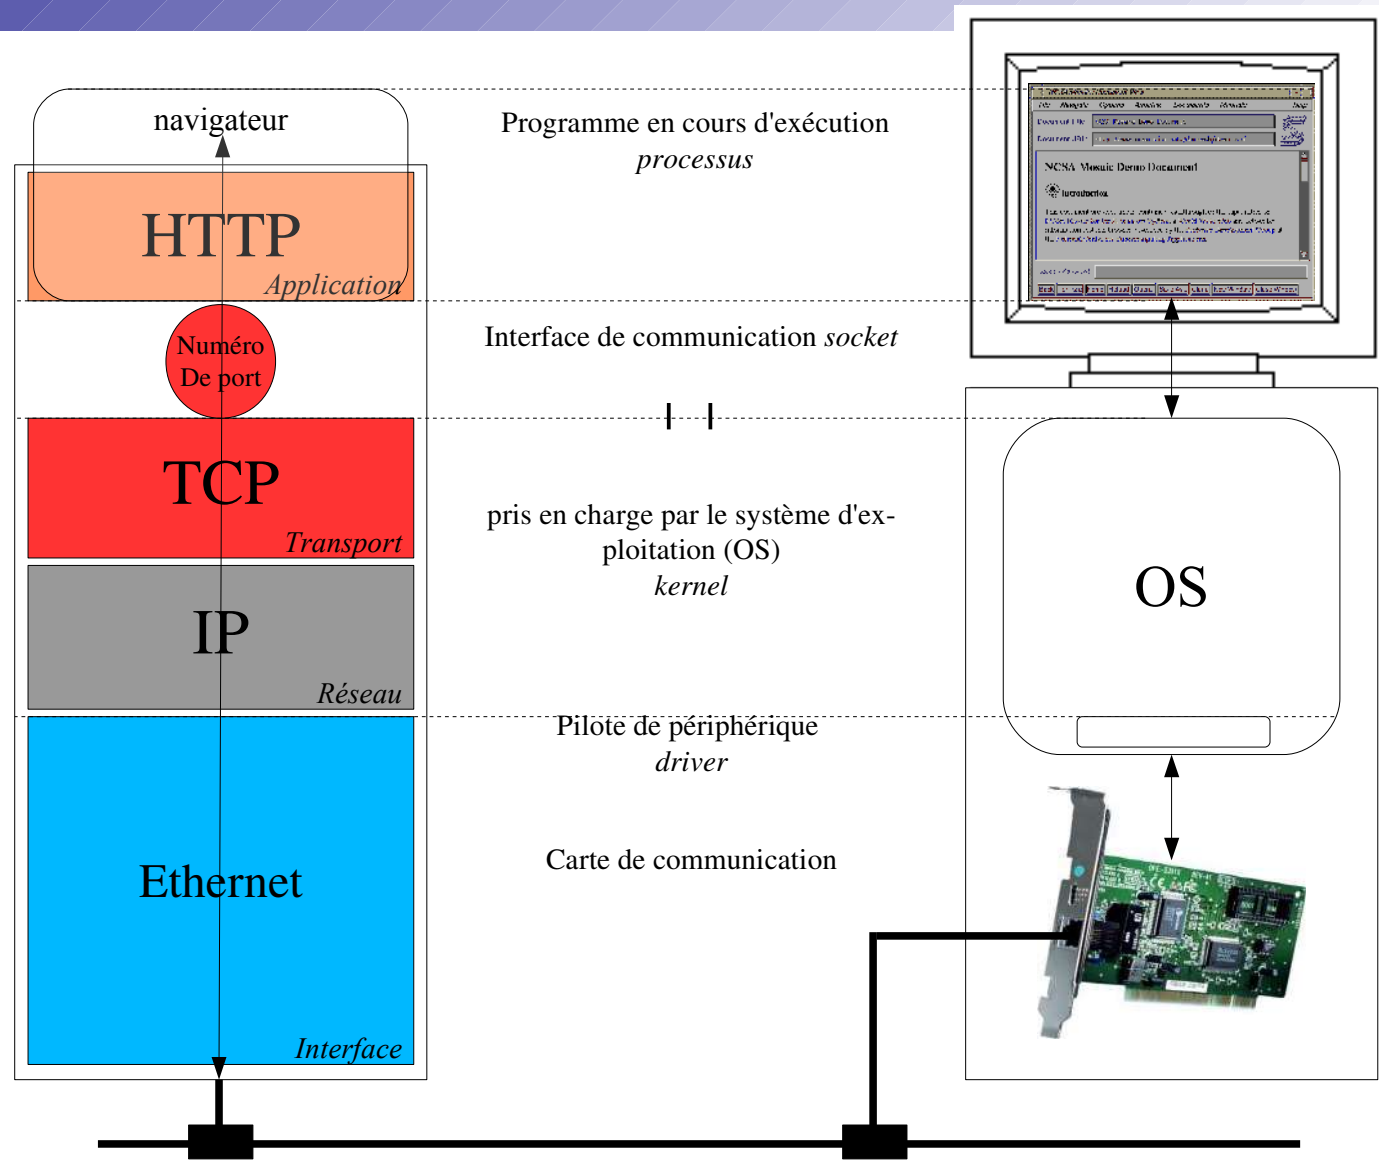 navigateur
HTTP
Application
Numéro
De port
TCP
Transport
IP
Réseau
Ethernet
Interface
Programme en cours d'exécution
processus
Interface de communication socket
pris en charge par le système d'ex-
ploitation (OS)
kernel
Pilote de périphérique
driver
Carte de communication
NCSA Mosaic Demo Document
Introduction
OS